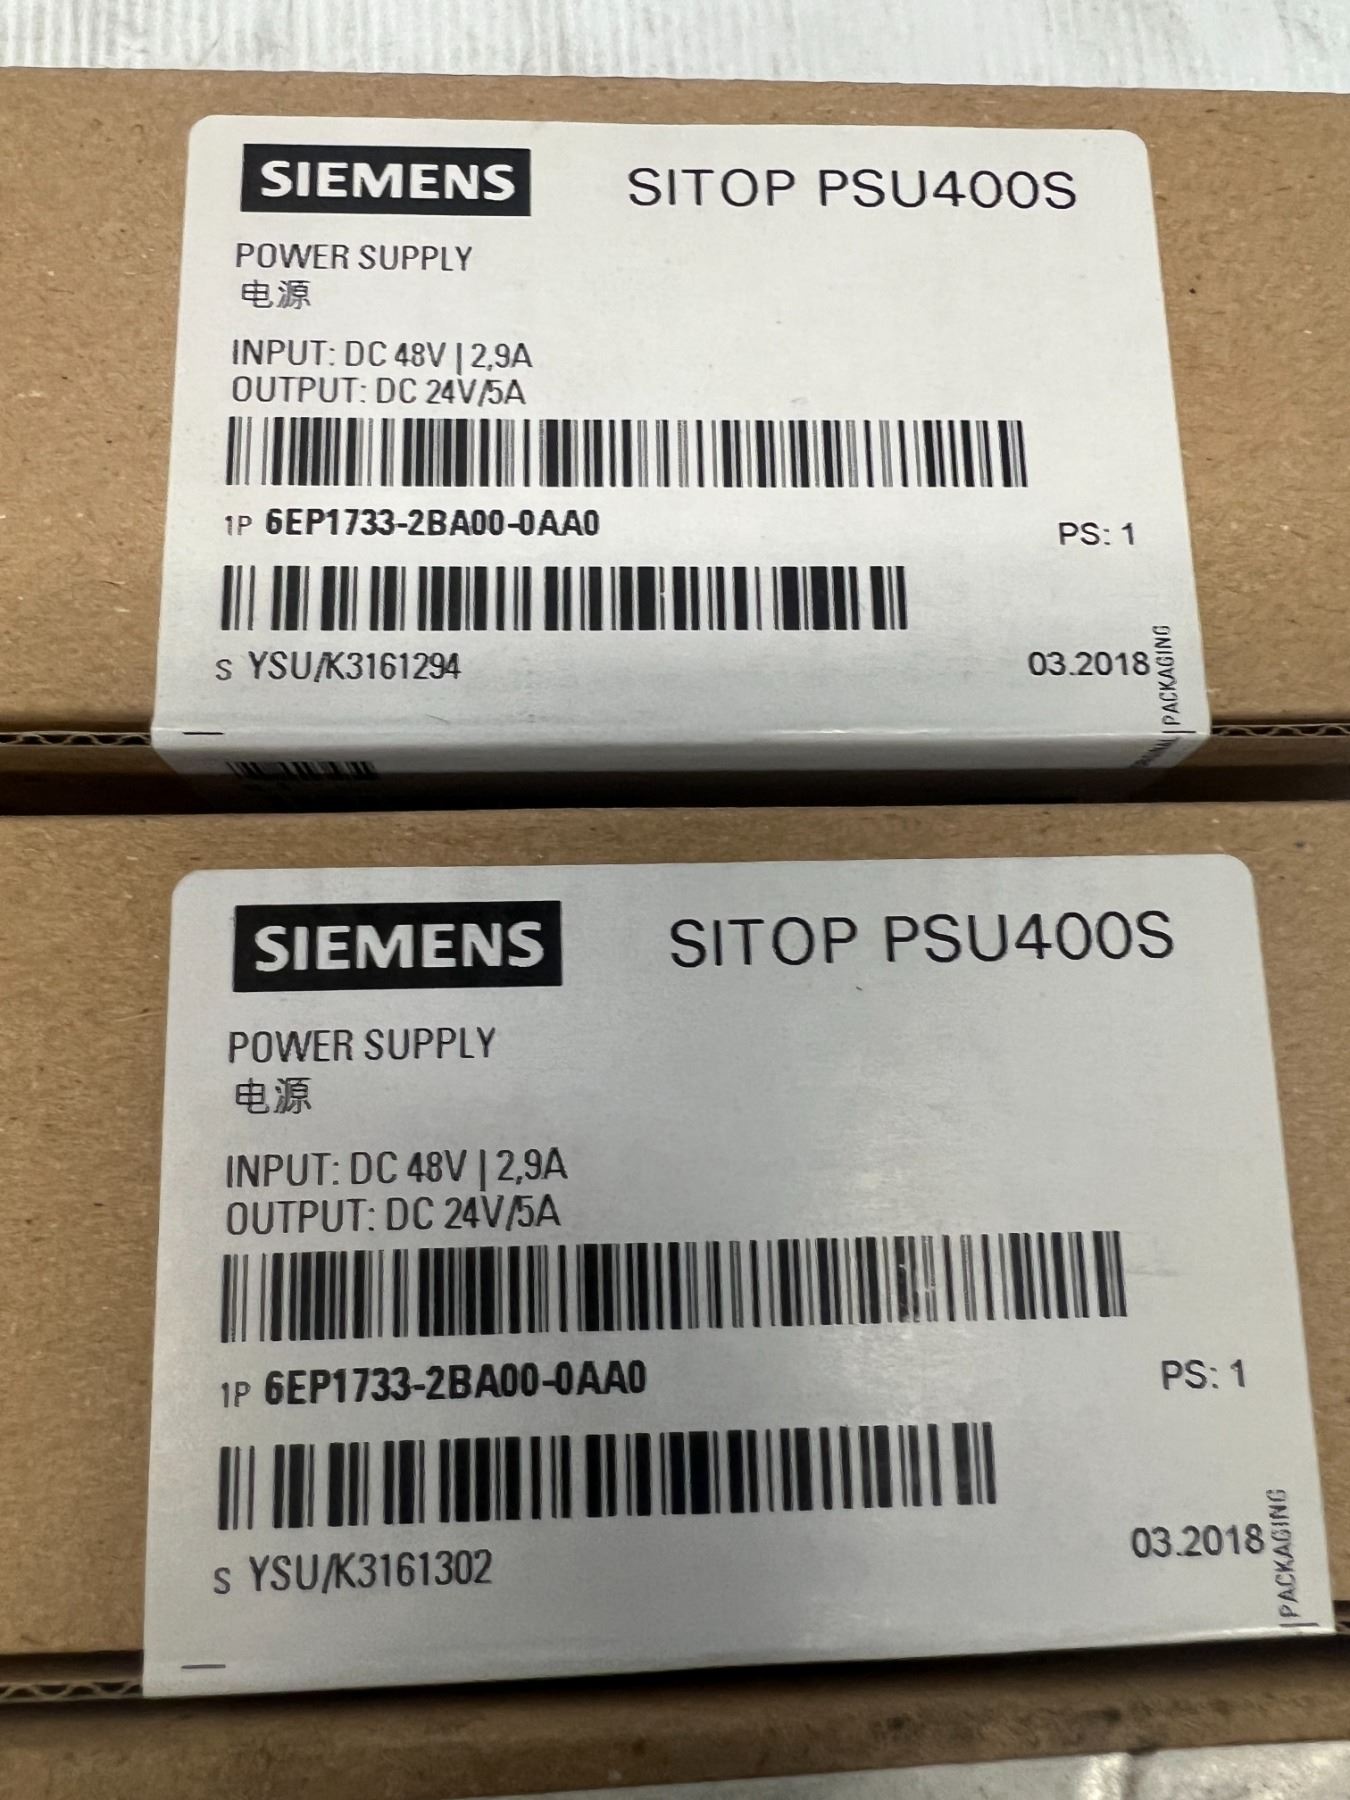 SIEMENS SITOP PSU400S
POWER SUPPLY
电源
INPUT: DC 48V | 2,9A
OUTPUT: DC 24V/5A
1P 6EP1733-2BA00-0AA0
PS: 1
S YSU/K3161294
03.2018
PACKAGING
SIEMENS SITOP PSU400S
POWER SUPPLY
电源
INPUT: DC 48V | 2,9A
OUTPUT: DC 24V/5A
1P 6EP1733-2BA00-0AA0
PS: 1
S YSU/K3161302
03.2018
PACKAGING